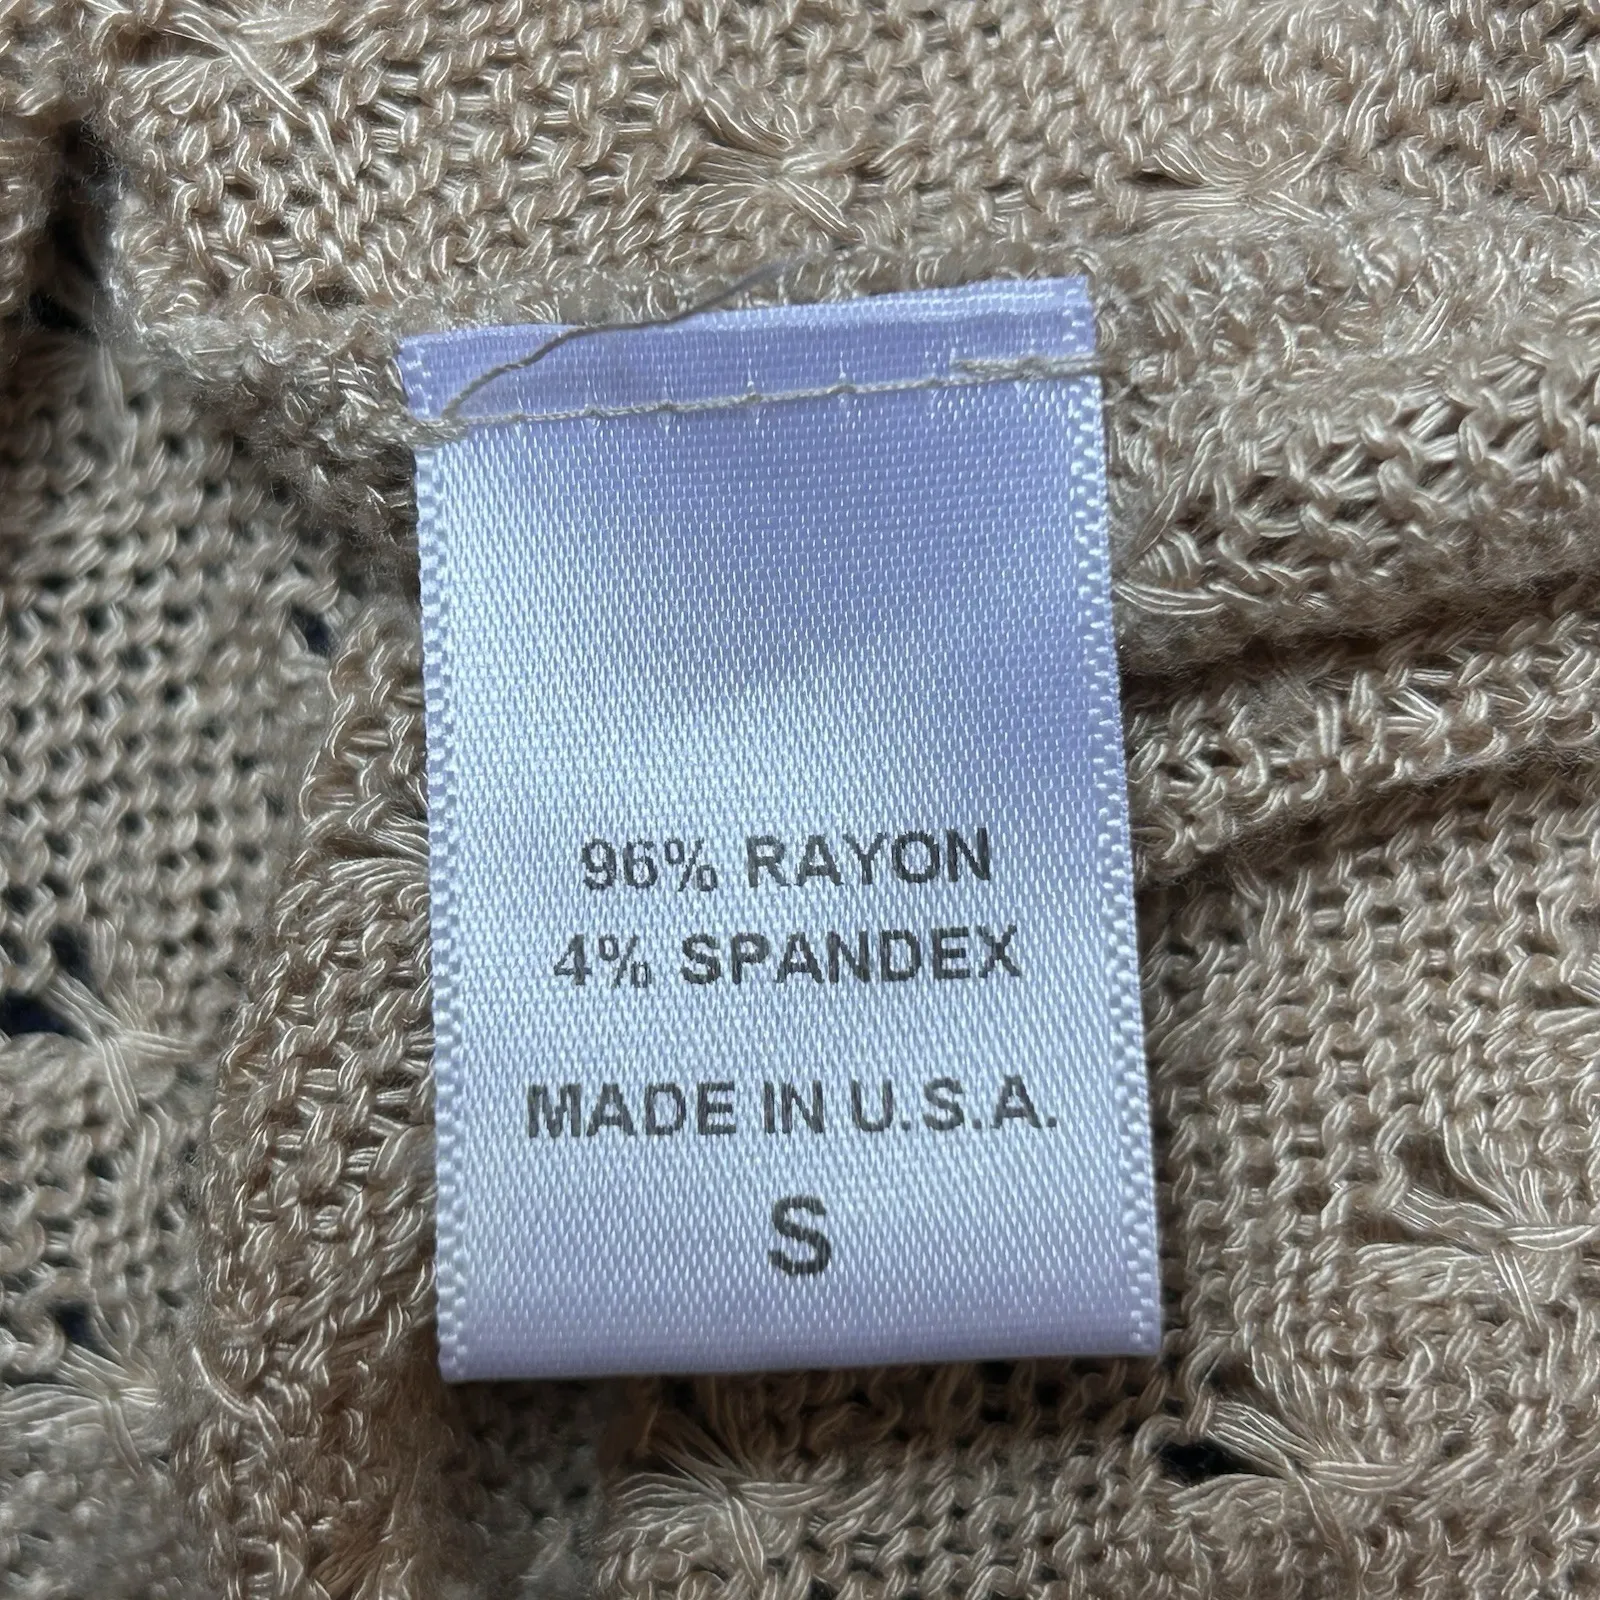 96% RAYON
4% SPANDEX
MADE IN U.S.A.
S